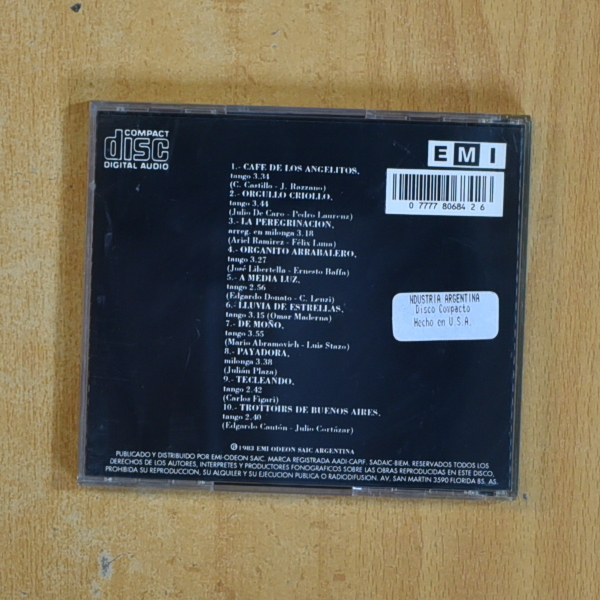 COMPACT
disc
DIGITAL AUDIO
EMI
0 7777 80684 2 6
1.- CAFE DE LOS ANGELITOS,
tango 3.34
(C. Castillo - J. Razzano)
2.- ORGULLO CRIOLLO,
tango 3.44
(Julio De Caro - Pedro Laurenz)
3.- LA PEREGRINACION,
arreg. en milonga 3.18
(Ariel Ramirez - Félix Luna)
4.- ORGANITO ARRABALERO,
tango 3.27
(José Libertella - Ernesto Baffa)
5.- A MEDIA LUZ,
tango 2.56
(Edgardo Donato - C. Lenzi)
6.- LLUVIA DE ESTRELLAS,
tango 3.15 (Omar Maderna)
7.- DE MOÑO,
tango 3.55
(Mario Abramovich - Luis Stazo)
8.- PAYADORA,
milonga 3.38
(Julián Plaza)
9.- TECLEANDO,
tango 2.42
(Carlos Figari)
10.- TROTTOIRS DE BUENOS AIRES,
tango 2.40
(Edgardo Cantón - Julio Cortázar)
NDUSTRIA ARGENTINA
Disco Compacto
Hecho en U.S.A.
℗ 1983 EMI ODEON SAIC ARGENTINA
PUBLICADO Y DISTRIBUIDO POR EMI-ODEON SAIC. MARCA REGISTRADA AADI-CAPIF, SADAIC-BIEM. RESERVADOS TODOS LOS
DERECHOS DE LOS AUTORES, INTERPRETES Y PRODUCTORES FONOGRAFICOS SOBRE LAS OBRAS REPRODUCIDAS EN ESTE DISCO,
PROHIBIDA SU REPRODUCCION, SU ALQUILER Y SU EJECUCION PUBLICA O RADIODIFUSION. AV. SAN MARTIN 3590 FLORIDA BS. AS.